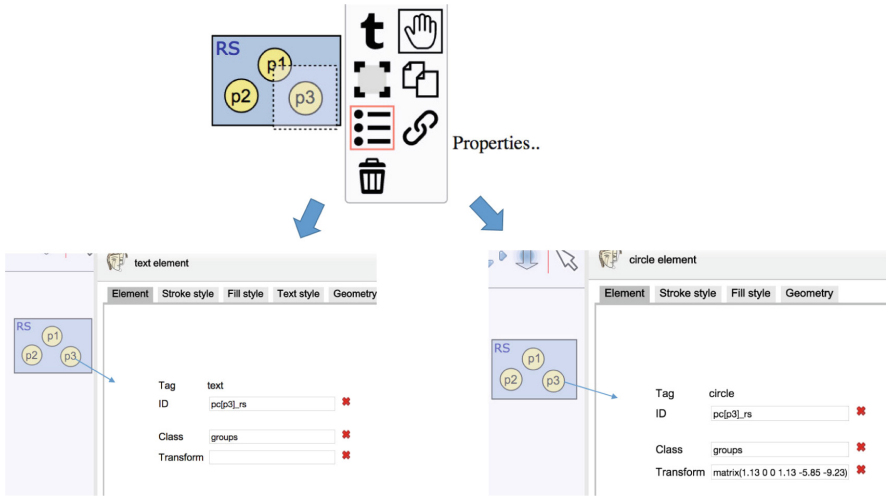 RS
p1
p2
p3
t
Properties..
text element
Element Stroke style Fill style Text style Geometry
RS
p1
p2
p3
Tag text
ID pc[p3]_rs
Class groups
Transform
circle element
Element Stroke style Fill style Geometry
RS
p1
p2
p3
Tag circle
ID pc[p3]_rs
Class groups
Transform matrix(1.13 0 0 1.13 -5.85 -9.23)